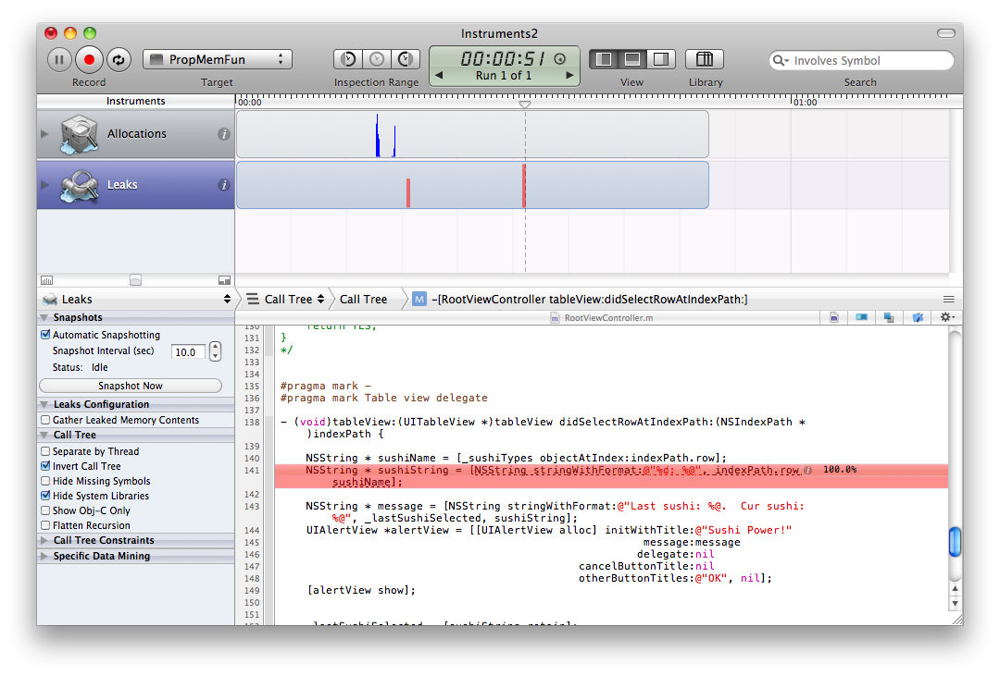 Instruments2
PropMemFun
00:00:51
Run 1 of 1
Involves Symbol
Record
Target
Inspection Range
View
Library
Search
Instruments
00:00
01:00
Allocations
Leaks
Leaks
Call Tree
Call Tree
M -[RootViewController tableView:didSelectRowAtIndexPath:]
Snapshots
Automatic Snapshotting
Snapshot Interval (sec) 10.0
Status: Idle
Snapshot Now
Leaks Configuration
Gather Leaked Memory Contents
Call Tree
Separate by Thread
Invert Call Tree
Hide Missing Symbols
Hide System Libraries
Show Obj-C Only
Flatten Recursion
Call Tree Constraints
Specific Data Mining
RootViewController.m
130 return YES;
131 }
132 */
133
134
135 #pragma mark -
136 #pragma mark Table view delegate
137
138 - (void)tableView:(UITableView *)tableView didSelectRowAtIndexPath:(NSIndexPath *
)indexPath {
139
140 NSString * sushiName = [_sushiTypes objectAtIndex:indexPath.row];
141 NSString * sushiString = [NSString stringWithFormat:@"%d: %@", indexPath.row 100.0%
sushiName];
142
143 NSString * message = [NSString stringWithFormat:@"Last sushi: %@.  Cur sushi:
%@", _lastSushiSelected, sushiString];
144 UIAlertView *alertView = [[UIAlertView alloc] initWithTitle:@"Sushi Power!"
145 message:message
146 delegate:nil
147 cancelButtonTitle:nil
148 otherButtonTitles:@"OK", nil];
149 [alertView show];
150
151
152 _lastSushiSelected = [sushiString retain];